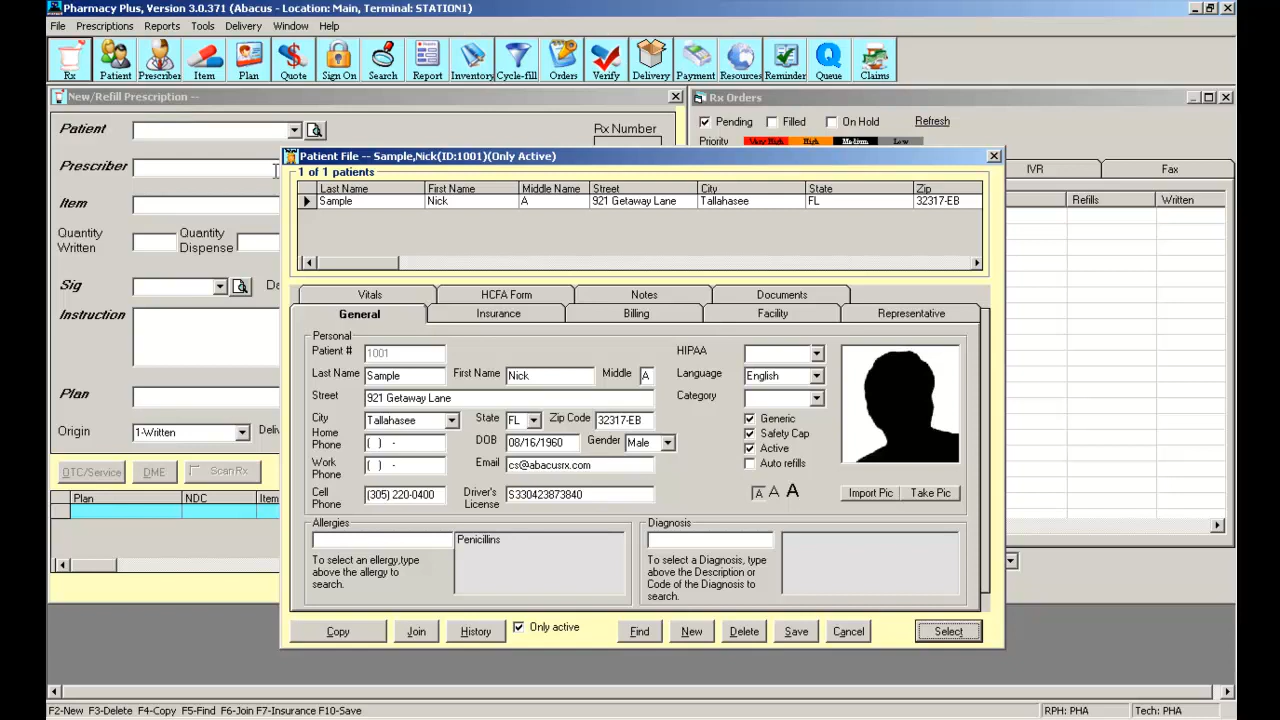 Pharmacy Plus, Version 3.0.371 (Abacus - Location: Main, Terminal: STATION1)
File Prescriptions Reports Tools Delivery Window Help
Rx Patient Prescriber Item Plan Quote Sign On Search Report Inventory Cycle-fill Orders Verify Delivery Payment Resources Reminder Queue Claims
New/Refill Prescription --
Rx Orders
Patient
Rx Number
Pending Filled On Hold Refresh
Priority Very High High Medium Low
Prescriber
Item
Quantity Written
Quantity Dispense
Sig
Instruction
Plan
Origin 1-Written
OTC/Service DME Scan Rx
Plan NDC Item
IVR Fax
Refills Written
Patient File -- Sample,Nick(ID:1001)(Only Active)
1 of 1 patients
Last Name First Name Middle Name Street City State Zip
Sample Nick A 921 Getaway Lane Tallahasee FL 32317-EB
Vitals HCFA Form Notes Documents
General Insurance Billing Facility Representative
Personal
Patient # 1001
HIPAA
Last Name Sample First Name Nick Middle A
Language English
Street 921 Getaway Lane
Category
City Tallahasee State FL Zip Code 32317-EB
Generic
Home Phone ( ) - DOB 08/16/1960 Gender Male
Safety Cap
Active
Work Phone ( ) - Email cs@abacusrx.com
Auto refills
Cell Phone (305) 220-0400 Driver's License S330423873840
A A A
Import Pic Take Pic
Allergies
Penicillins
To select an ellergy,type
above the allergy to
search.
Diagnosis
To select a Diagnosis, type
above the Description or
Code of the Diagnosis to
search.
Copy Join History Only active Find New Delete Save Cancel Select
F2-New F3-Delete F4-Copy F5-Find F6-Join F7-Insurance F10-Save
RPH: PHA Tech: PHA